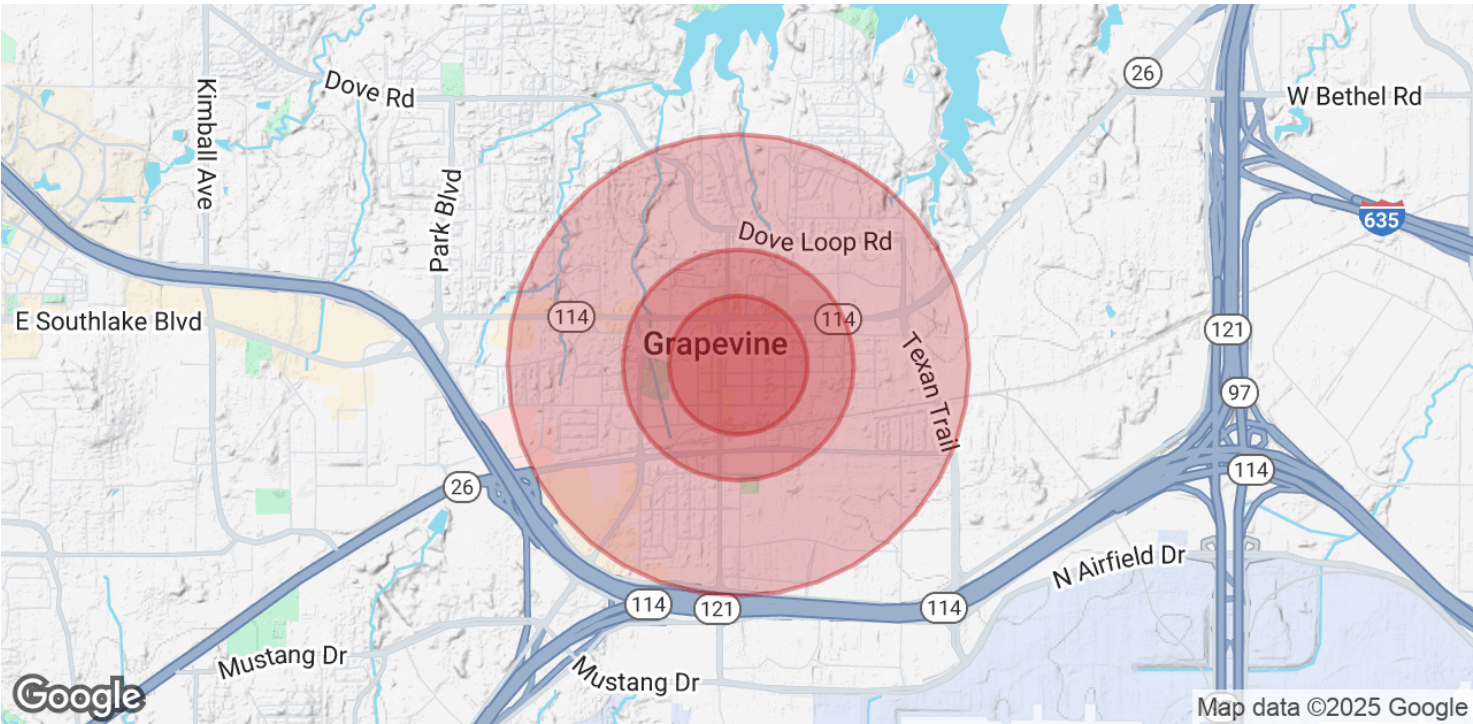 26
W Bethel Rd
Dove Rd
Kimball Ave
Park Blvd
635
Dove Loop Rd
E Southlake Blvd
114
114
121
Grapevine
Texan Trail
97
26
114
N Airfield Dr
114
121
114
Mustang Dr
Mustang Dr
Google
Map data ©2025 Google